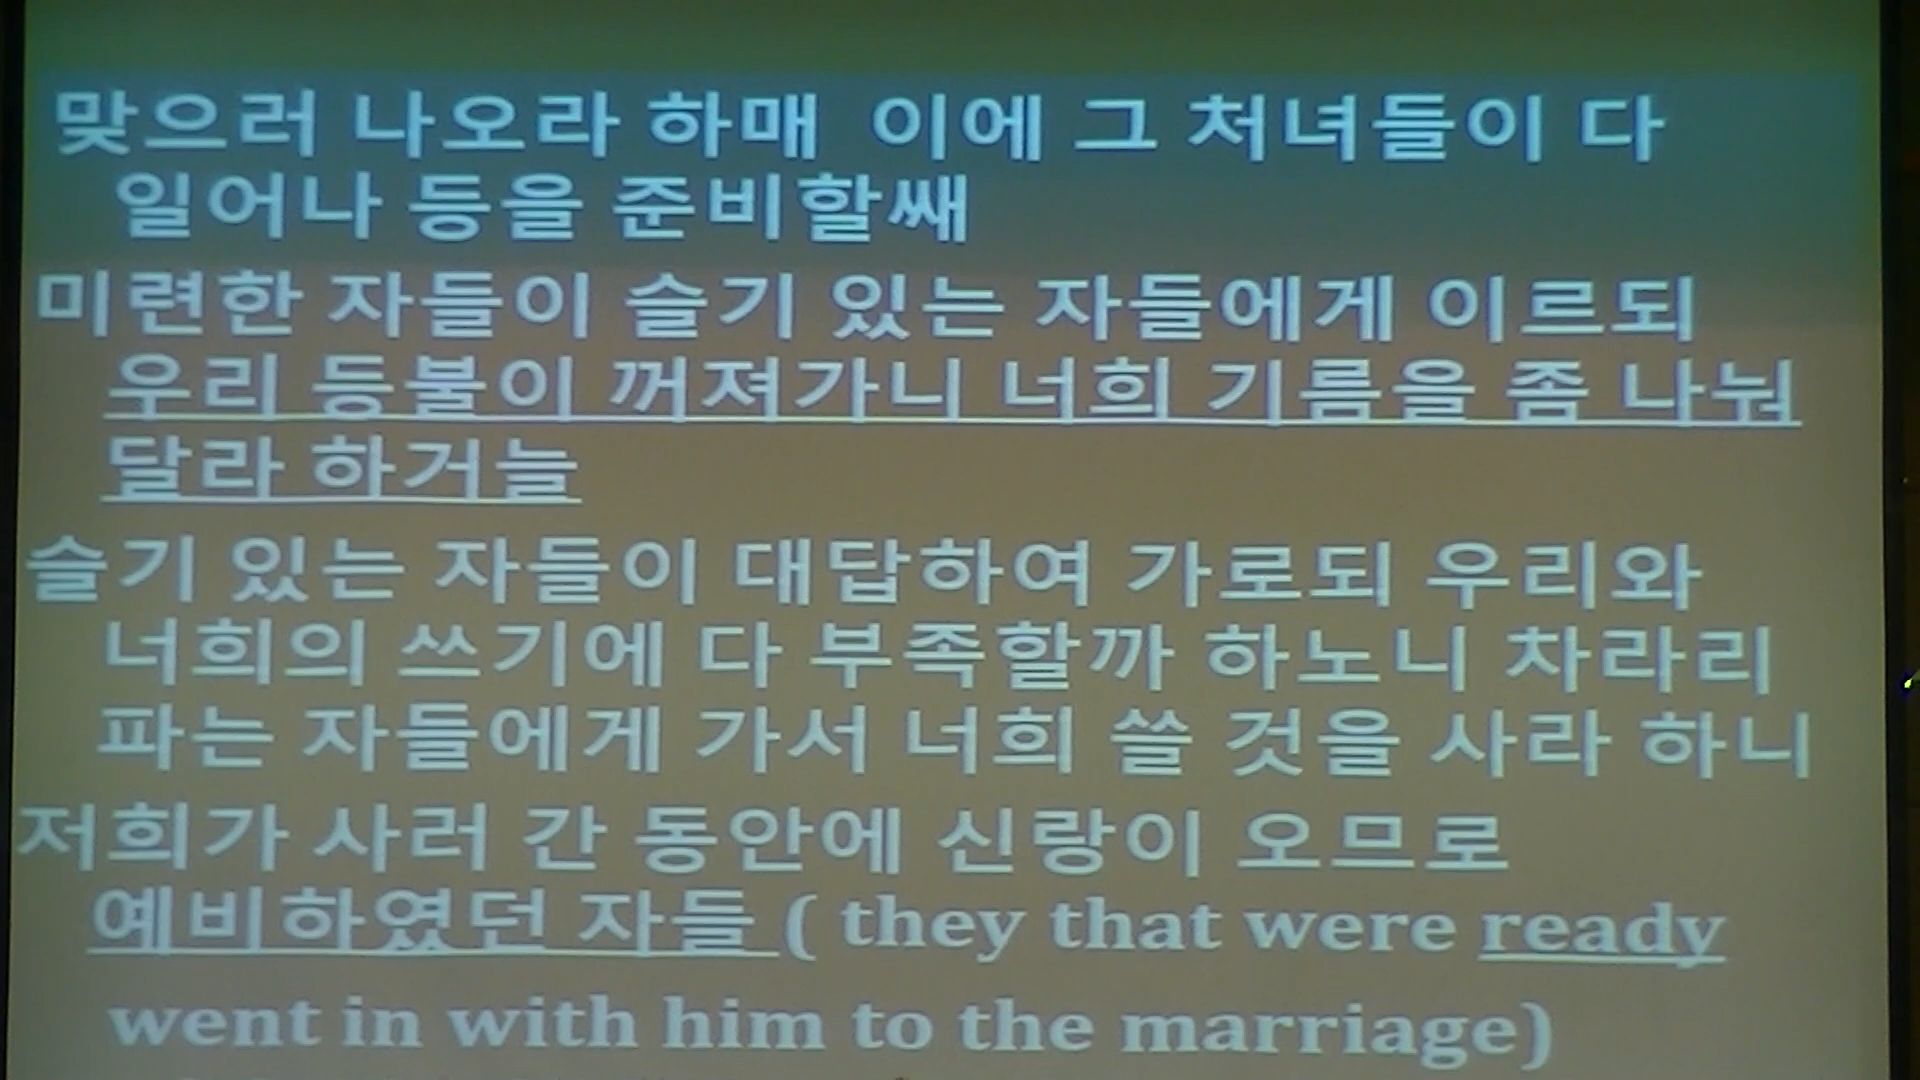 맞으러 나오라 하매 이에 그 처녀들이 다
일어나 등을 준비할쌔
미련한 자들이 슬기 있는 자들에게 이르되
우리 등불이 꺼져가니 너희 기름을 좀 나눠
달라 하거늘
슬기 있는 자들이 대답하여 가로되 우리와
너희의 쓰기에 다 부족할까 하노니 차라리
파는 자들에게 가서 너희 쓸 것을 사라 하니
저희가 사러 간 동안에 신랑이 오므로
예비하였던 자들 ( they that were ready
went in with him to the marriage)